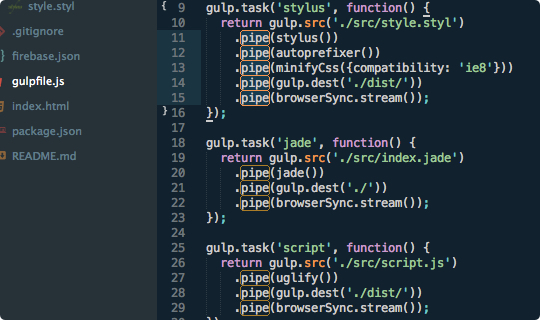 style.styl
.gitignore
firebase.json
gulpfile.js
index.html
package.json
README.md
9 gulp.task('stylus', function() {
10 return gulp.src('./src/style.styl')
11 .pipe(stylus())
12 .pipe(autoprefixer())
13 .pipe(minifyCss({compatibility: 'ie8'}))
14 .pipe(gulp.dest('./dist/'))
15 .pipe(browserSync.stream());
16 });
17
18 gulp.task('jade', function() {
19 return gulp.src('./src/index.jade')
20 .pipe(jade())
21 .pipe(gulp.dest('./'))
22 .pipe(browserSync.stream());
23 });
24
25 gulp.task('script', function() {
26 return gulp.src('./src/script.js')
27 .pipe(uglify())
28 .pipe(gulp.dest('./dist/'))
29 .pipe(browserSync.stream());